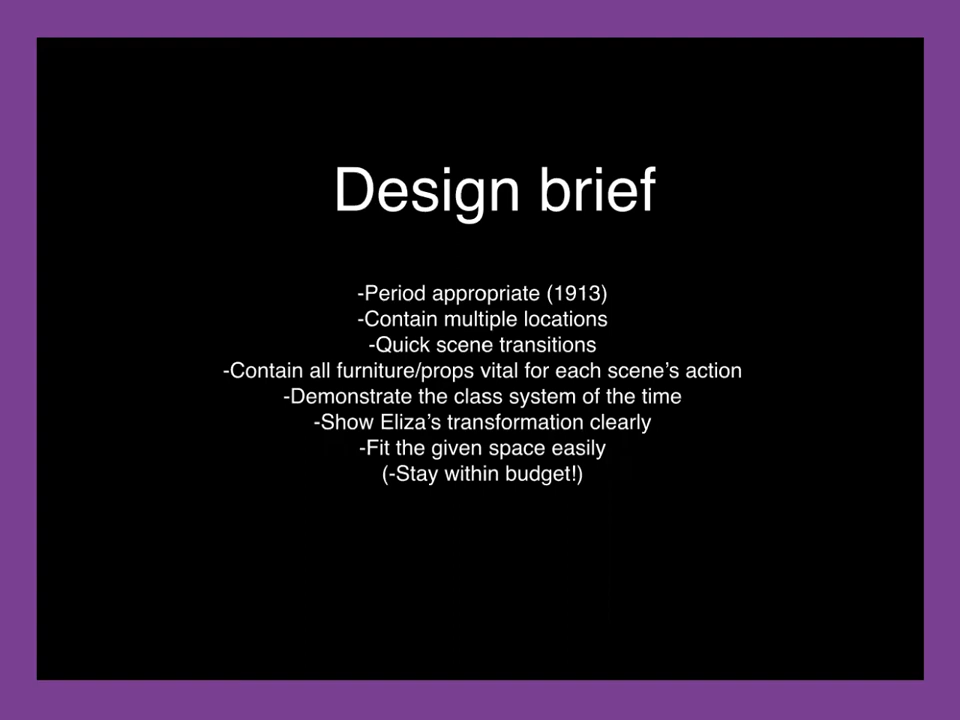 Design brief
-Period appropriate (1913)
-Contain multiple locations
-Quick scene transitions
-Contain all furniture/props vital for each scene’s action
-Demonstrate the class system of the time
-Show Eliza’s transformation clearly
-Fit the given space easily
(-Stay within budget!)